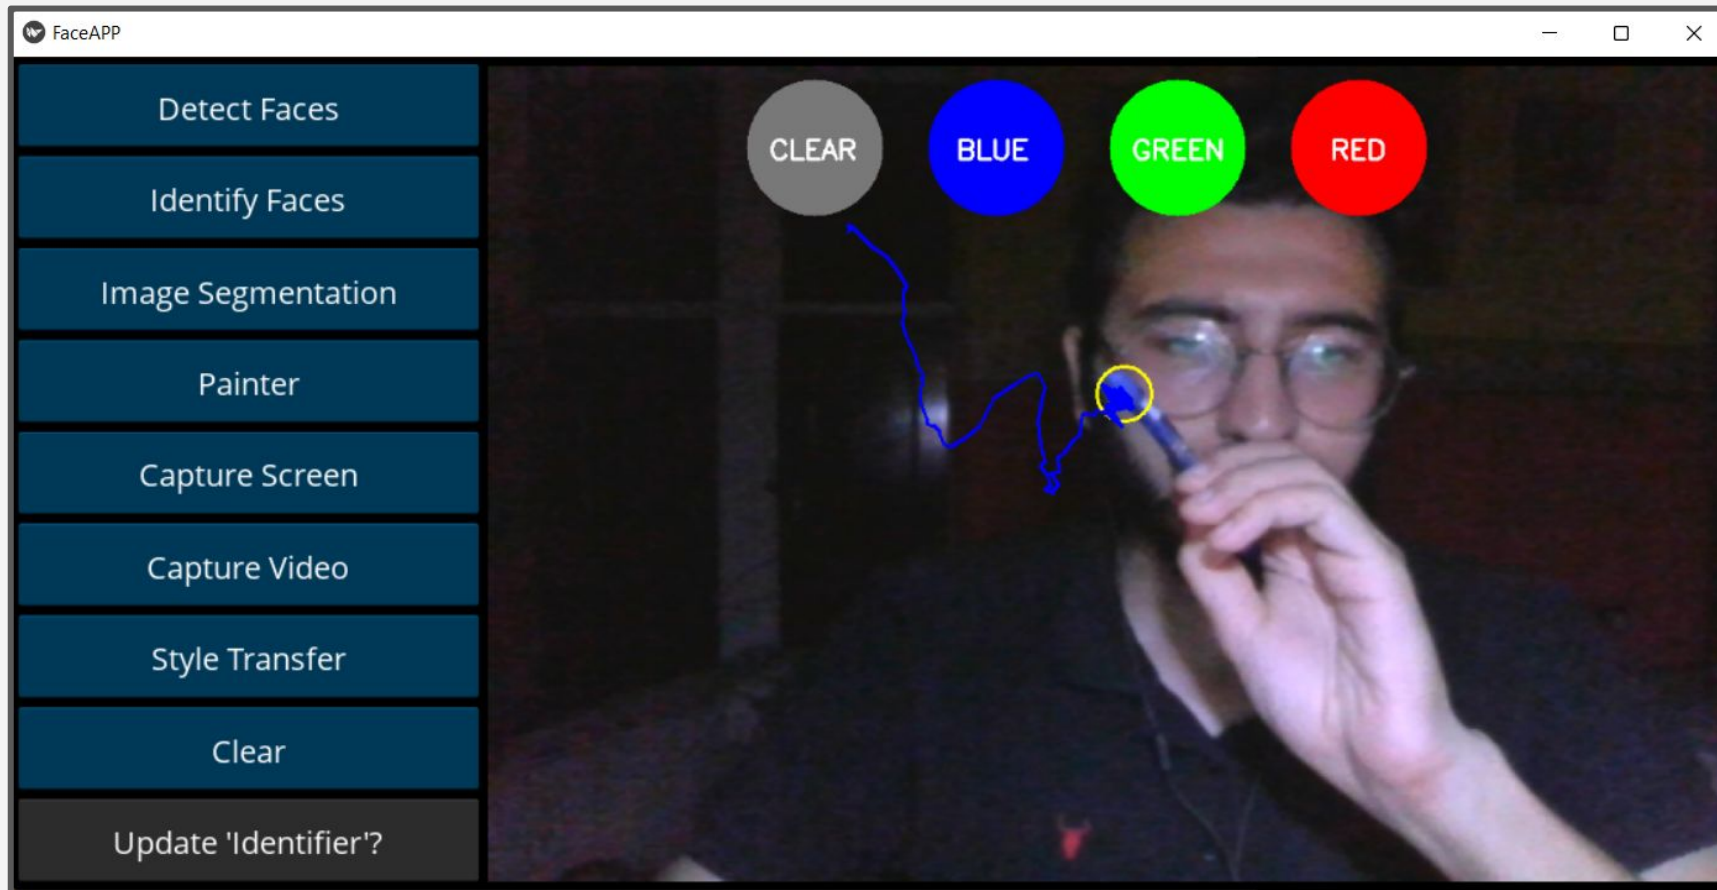 FaceAPP
Detect Faces
Identify Faces
Image Segmentation
Painter
Capture Screen
Capture Video
Style Transfer
Clear
Update 'Identifier'?
CLEAR
BLUE
GREEN
RED